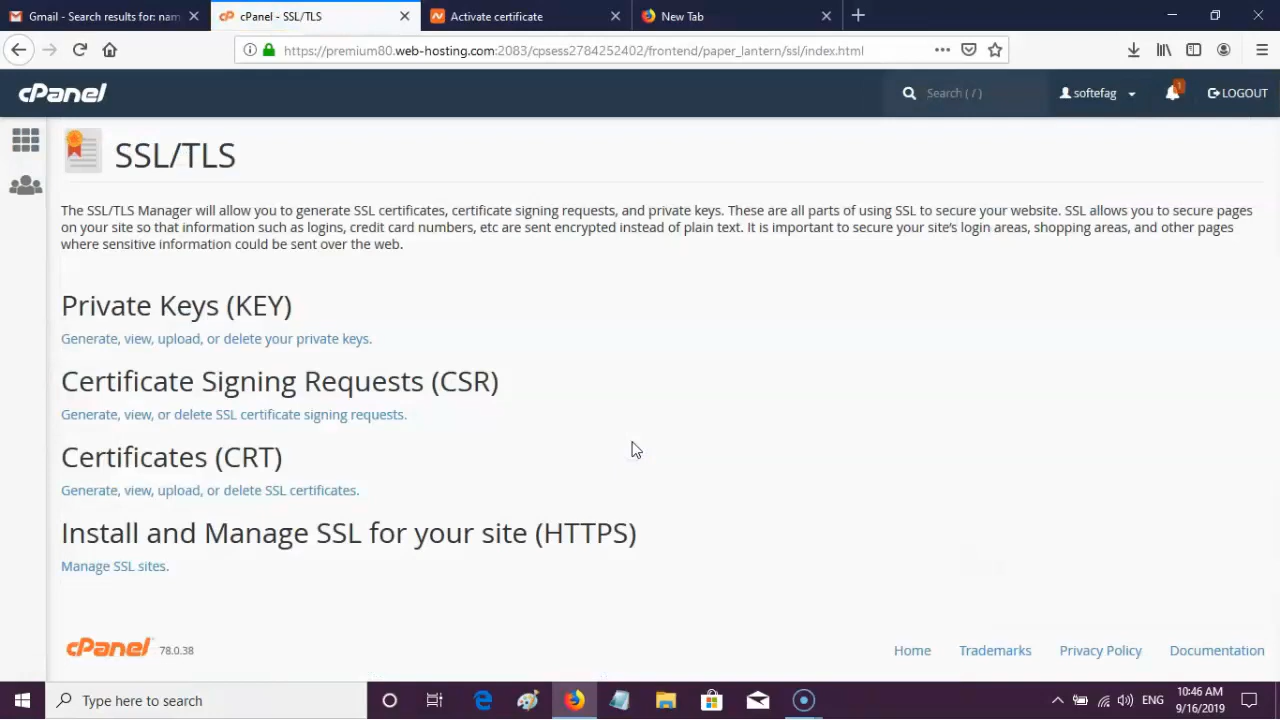 Gmail - Search results for: nam
cPanel - SSL/TLS
Activate certificate
New Tab
https://premium80.web-hosting.com:2083/cpsess2784252402/frontend/paper_lantern/ssl/index.html
cPanel
Search ( / )
softefag
1
LOGOUT
SSL/TLS
The SSL/TLS Manager will allow you to generate SSL certificates, certificate signing requests, and private keys. These are all parts of using SSL to secure your website. SSL allows you to secure pages
on your site so that information such as logins, credit card numbers, etc are sent encrypted instead of plain text. It is important to secure your site's login areas, shopping areas, and other pages
where sensitive information could be sent over the web.
Private Keys (KEY)
Generate, view, upload, or delete your private keys.
Certificate Signing Requests (CSR)
Generate, view, or delete SSL certificate signing requests.
Certificates (CRT)
Generate, view, upload, or delete SSL certificates.
Install and Manage SSL for your site (HTTPS)
Manage SSL sites.
cPanel 78.0.38
Home
Trademarks
Privacy Policy
Documentation
Type here to search
ENG
10:46 AM
9/16/2019